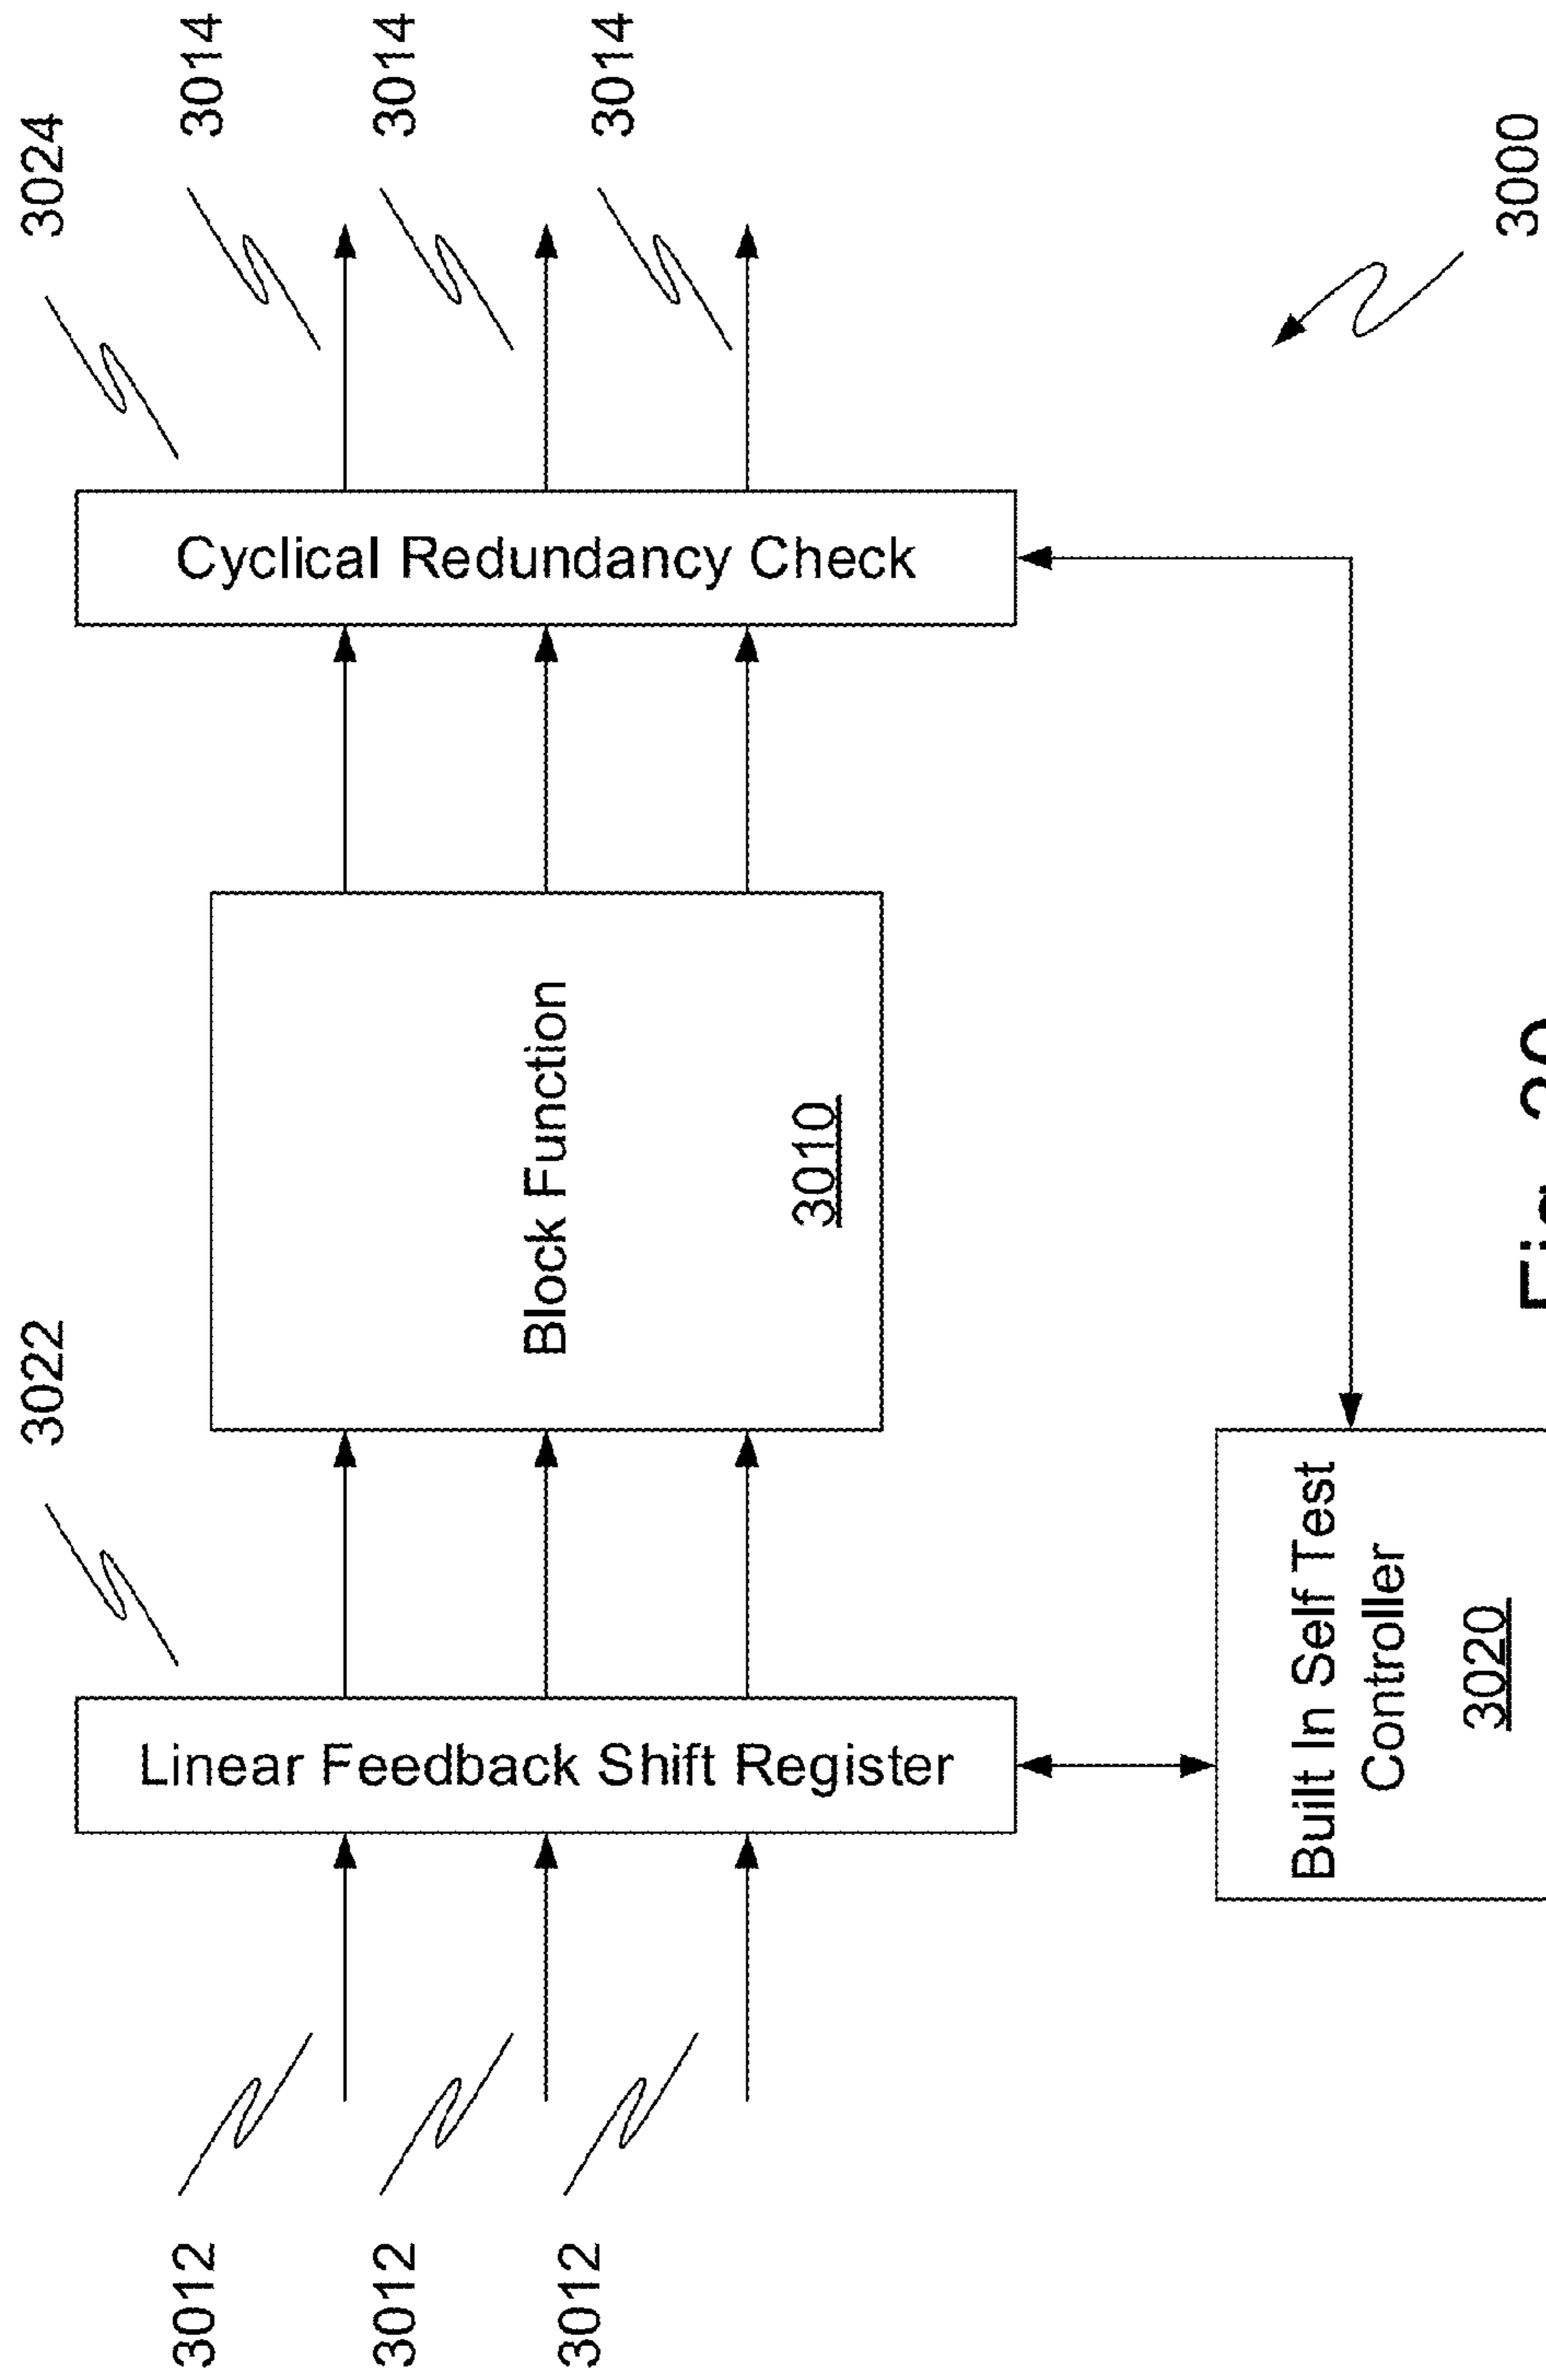 3022
3024
3012
3014
3012
3014
3012
3014
Linear Feedback Shift Register
Block Function
3010
Cyclical Redundancy Check
Built In Self Test
Controller
3020
3000